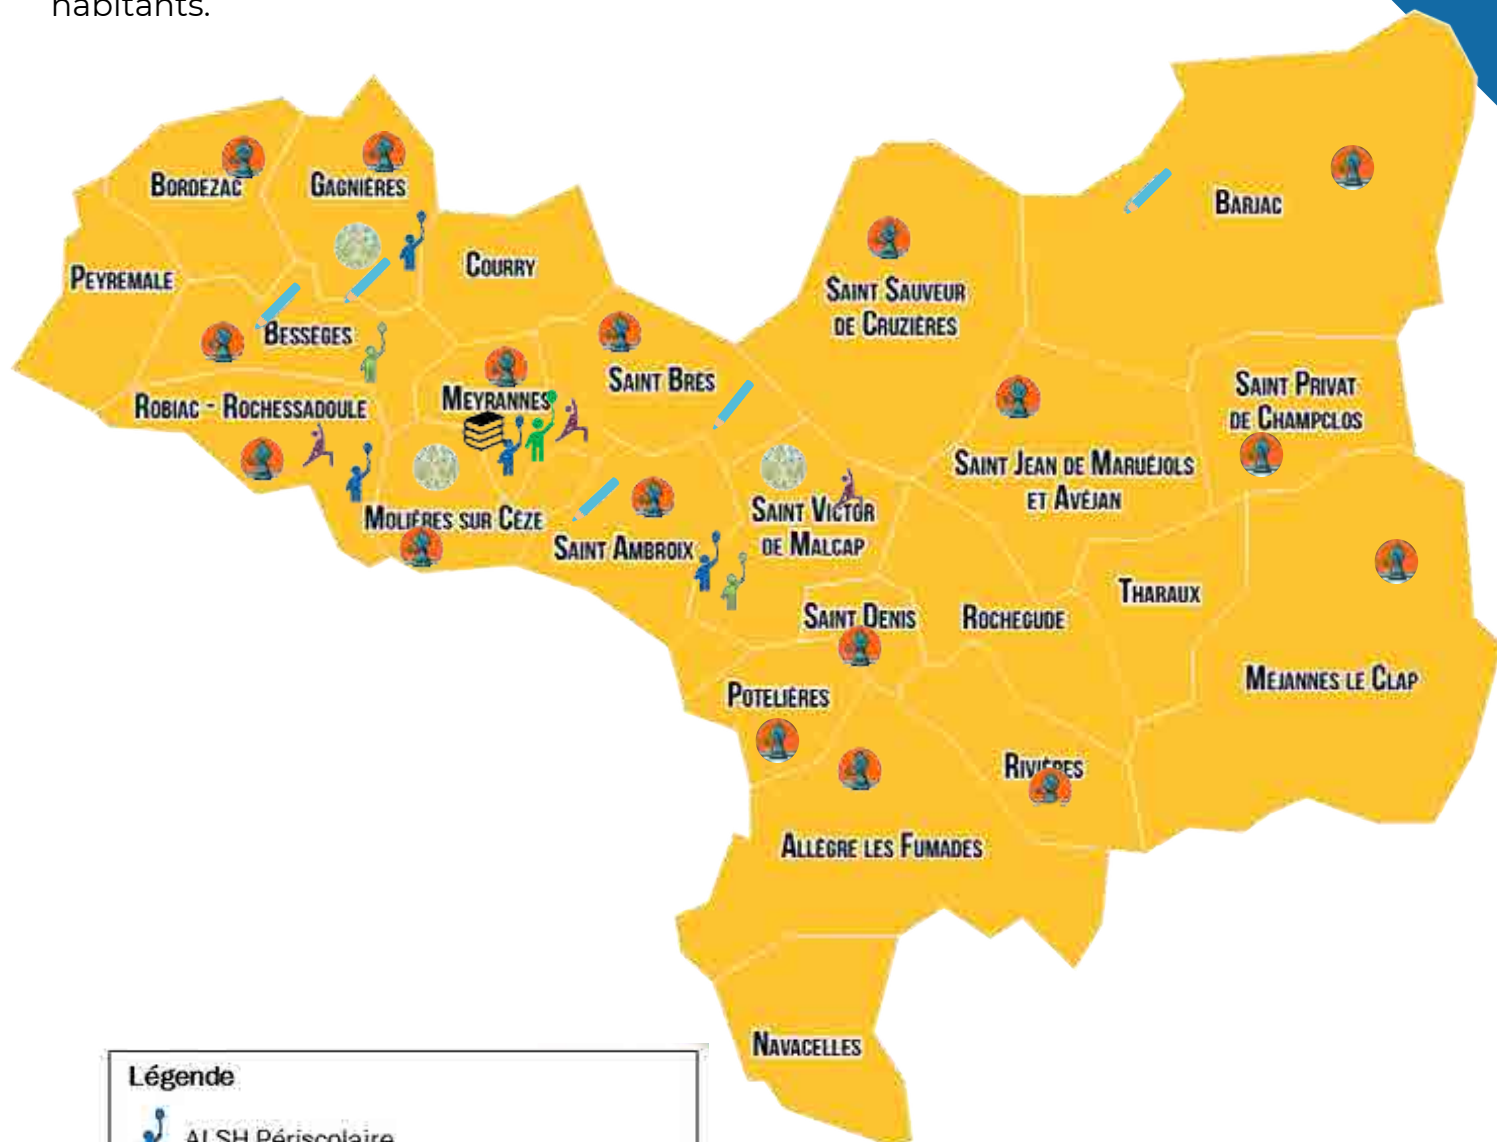 habitants.
BORDEZAC
GAGNIÈRES
BARJAC
PEYREMALE
COURRY
SAINT SAUVEUR
DE CRUZIÈRES
BESSÈGES
SAINT BRÈS
SAINT PRIVAT
DE CHAMPCLOS
MEYRANNES
ROBIAC - ROCHESSADOULE
SAINT JEAN DE MARUÉJOLS
ET AVÉJAN
MOLIÈRES SUR CÈZE
SAINT VICTOR
DE MALCAP
SAINT AMBROIX
THARAUX
SAINT DENIS
ROCHEGUDE
MÉJANNES LE CLAP
POTELIÈRES
RIVIÈRES
ALLÈGRE LES FUMADES
NAVACELLES
Légende
ALSH Périscolaire